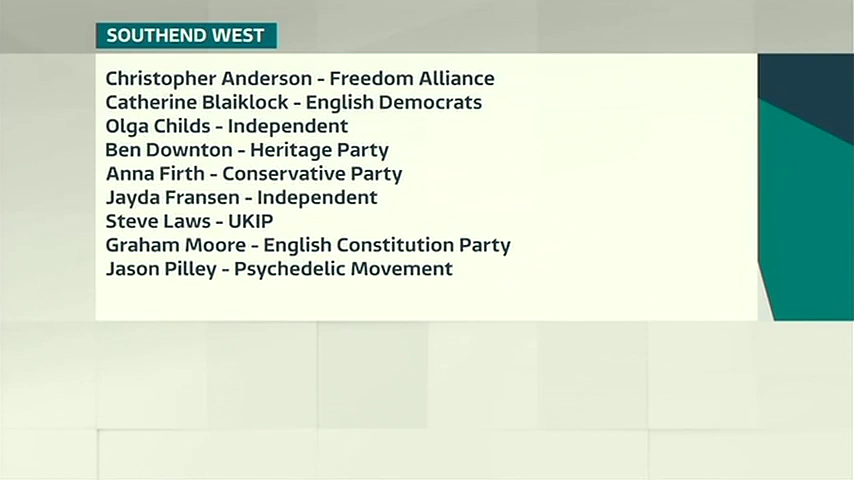 SOUTHEND WEST
Christopher Anderson - Freedom Alliance
Catherine Blaiklock - English Democrats
Olga Childs - Independent
Ben Downton - Heritage Party
Anna Firth - Conservative Party
Jayda Fransen - Independent
Steve Laws - UKIP
Graham Moore - English Constitution Party
Jason Pilley - Psychedelic Movement